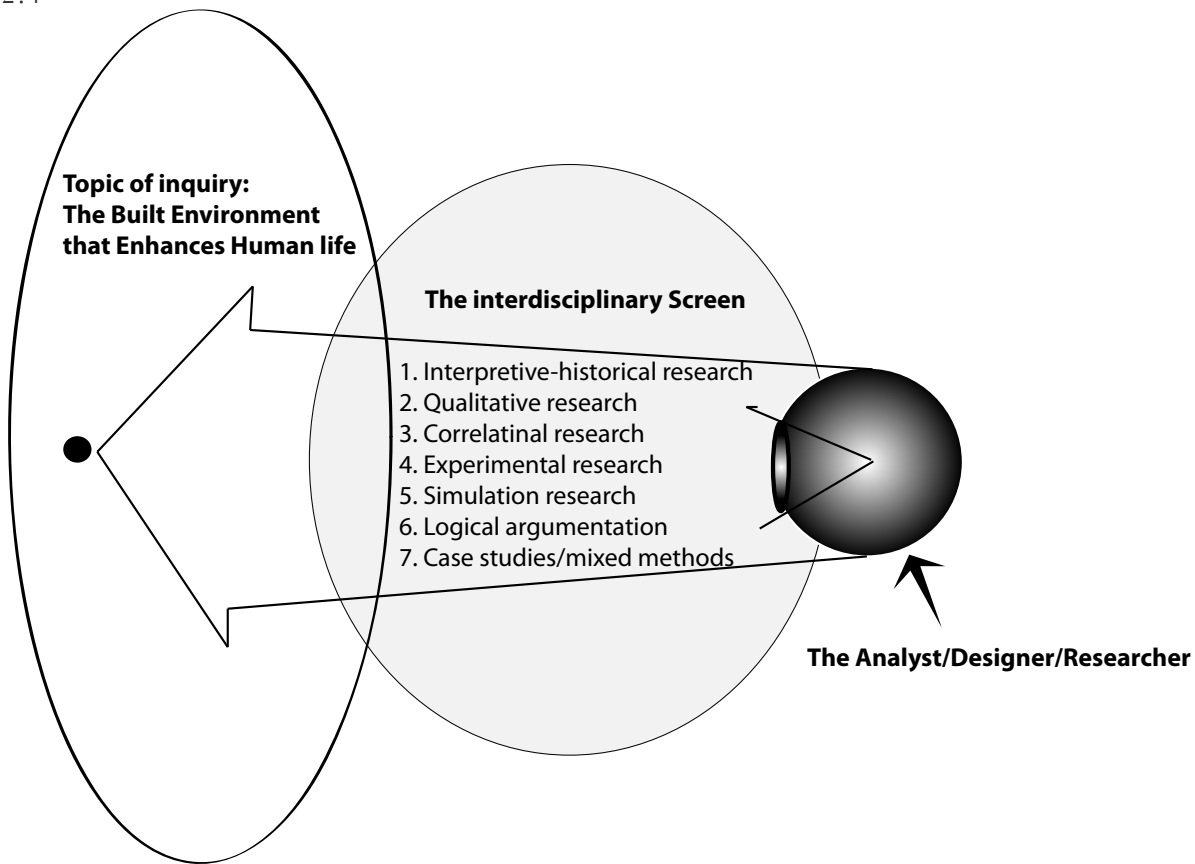 Topic of inquiry:
The Built Environment
that Enhances Human life
The interdisciplinary Screen
1. Interpretive-historical research
2. Qualitative research
3. Correlatinal research
4. Experimental research
5. Simulation research
6. Logical argumentation
7. Case studies/mixed methods
The Analyst/Designer/Researcher